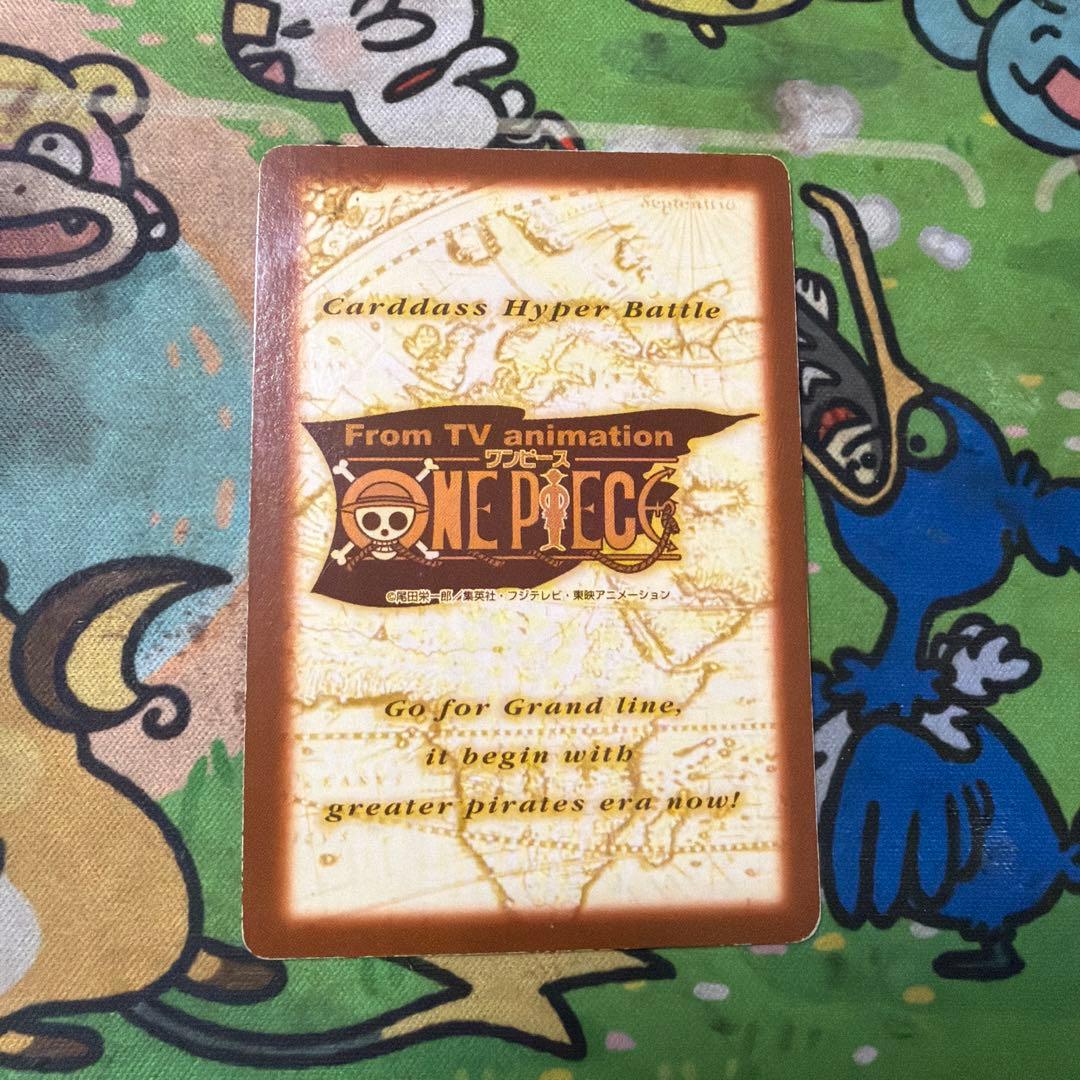 Septentrio
Carddass Hyper Battle
From TV animation
ワンピース
ONE PIECE
©尾田栄一郎／集英社・フジテレビ・東映アニメーション
Go for Grand line,
it begin with
greater pirates era now!